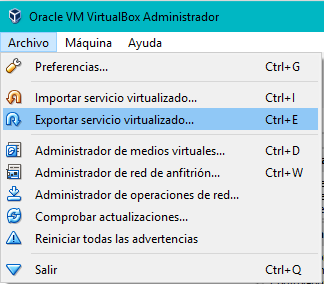 Oracle VM VirtualBox Administrador
Archivo Máquina Ayuda
Preferencias... Ctrl+G
Importar servicio virtualizado... Ctrl+I
Exportar servicio virtualizado... Ctrl+E
Administrador de medios virtuales... Ctrl+D
Administrador de red de anfitrión... Ctrl+W
Administrador de operaciones de red...
Comprobar actualizaciones...
Reiniciar todas las advertencias
Salir Ctrl+Q